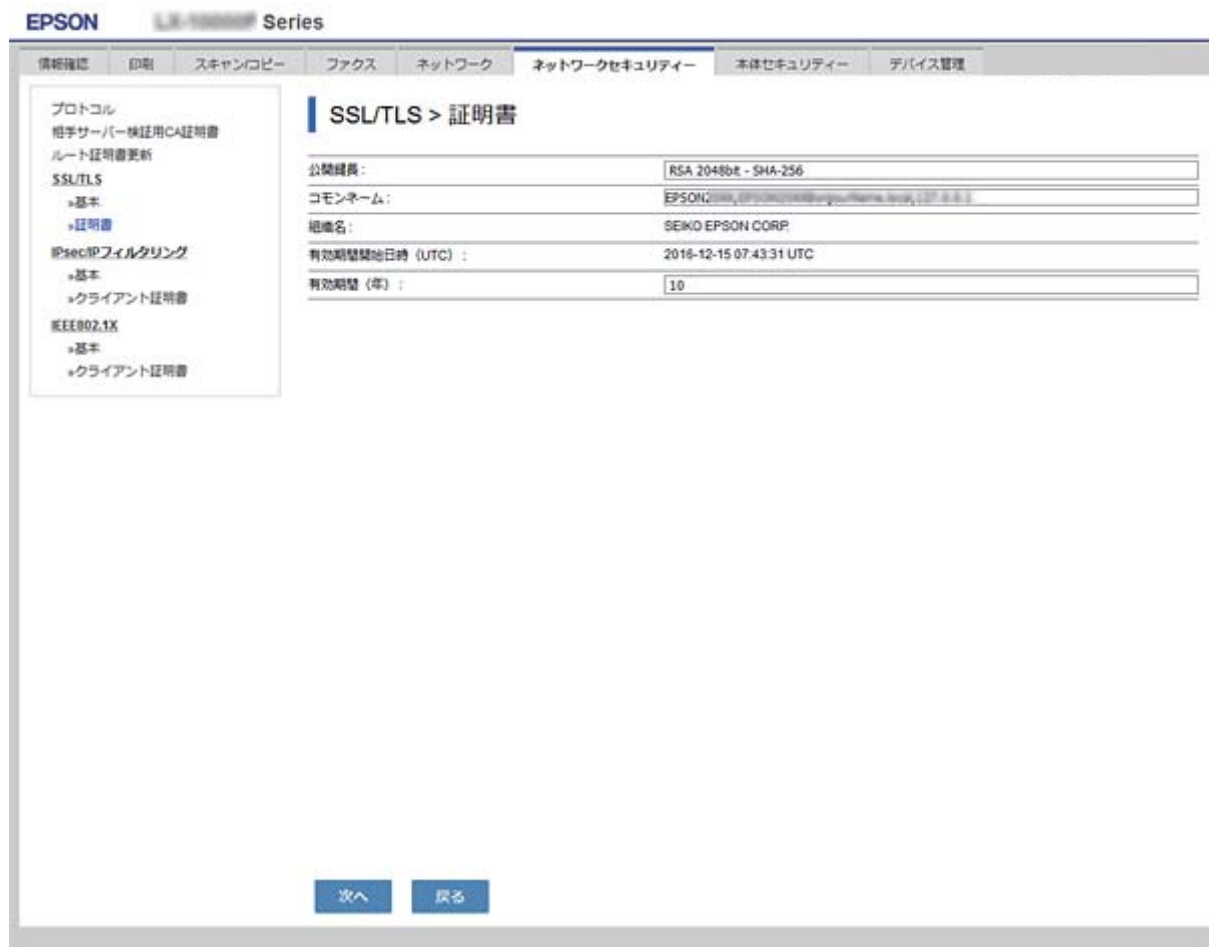 EPSON Series
情報確認 印刷 スキャン/コピー ファクス ネットワーク ネットワークセキュリティー 本体セキュリティー デバイス管理
プロトコル
相手サーバー検証用CA証明書
ルート証明書更新
SSL/TLS
»基本
»証明書
IPsec/IPフィルタリング
»基本
»クライアント証明書
IEEE802.1X
»基本
»クライアント証明書
SSL/TLS > 証明書
公開鍵長 : RSA 2048bit - SHA-256
コモンネーム : EPSON2
組織名 : SEIKO EPSON CORP.
有効期間開始日時（UTC） : 2016-12-15 07:43:31 UTC
有効期間（年） : 10
次へ 戻る